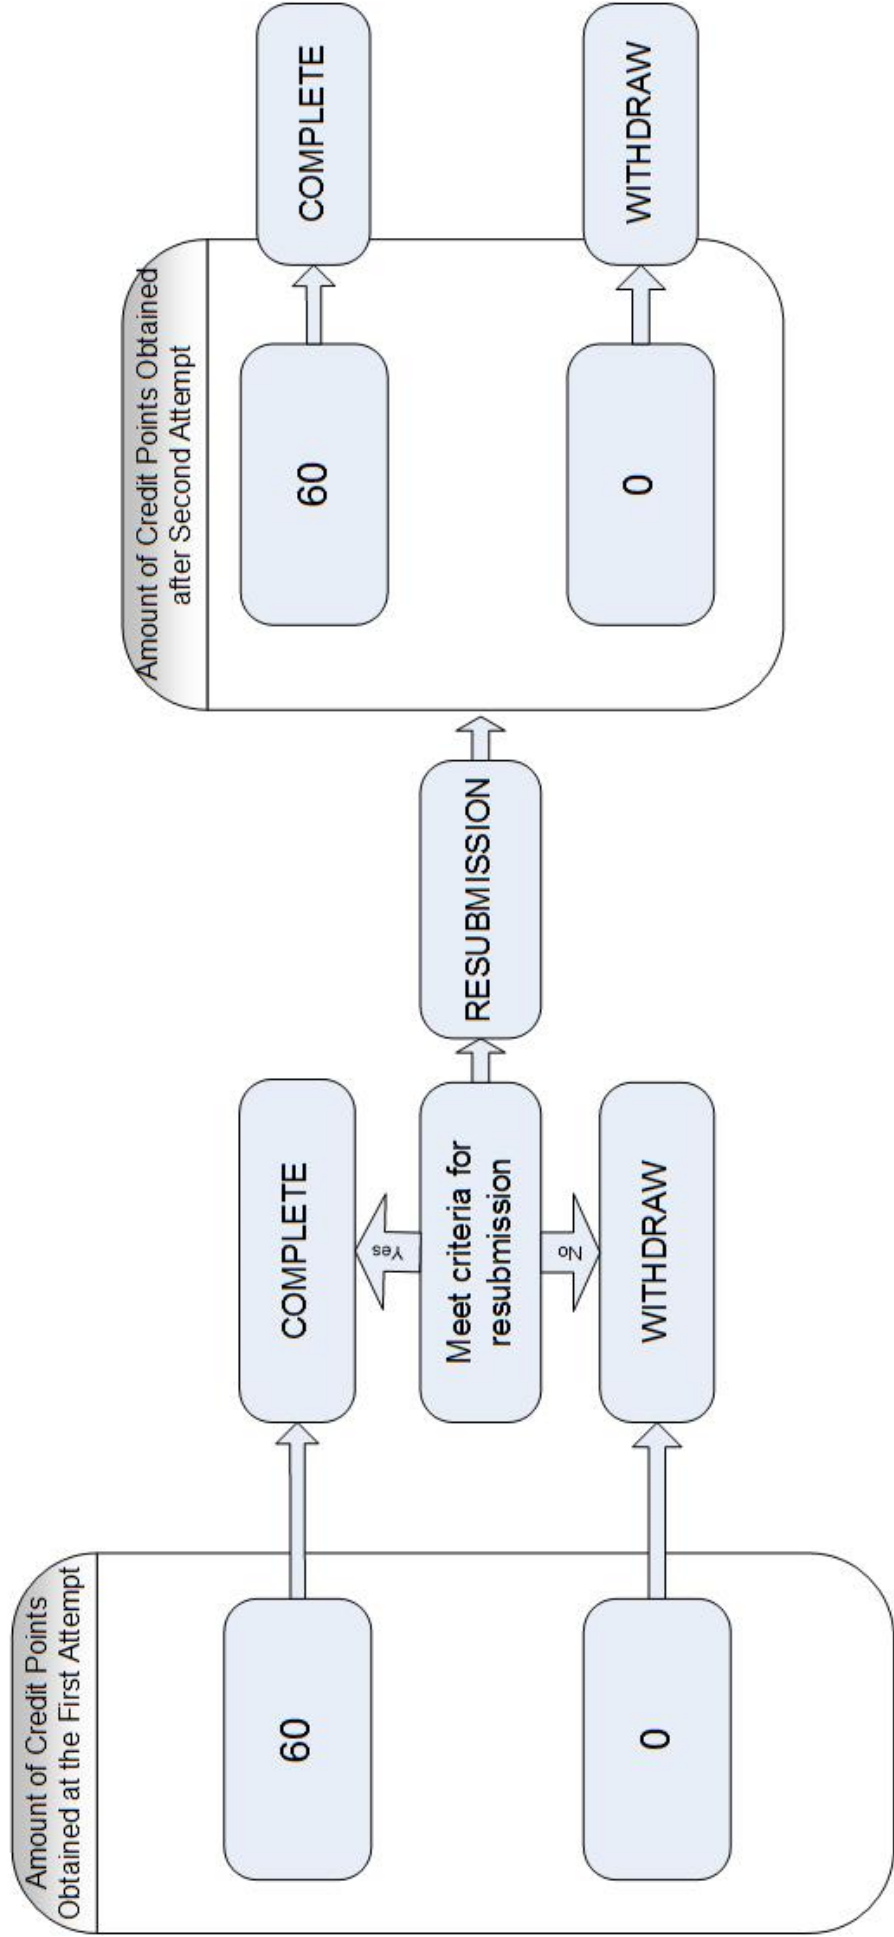 Amount of Credit Points
Obtained at the First Attempt
60
0
COMPLETE
Yes
Meet criteria for
resubmission
No
WITHDRAW
RESUBMISSION
Amount of Credit Points Obtained
after Second Attempt
60
0
COMPLETE
WITHDRAW